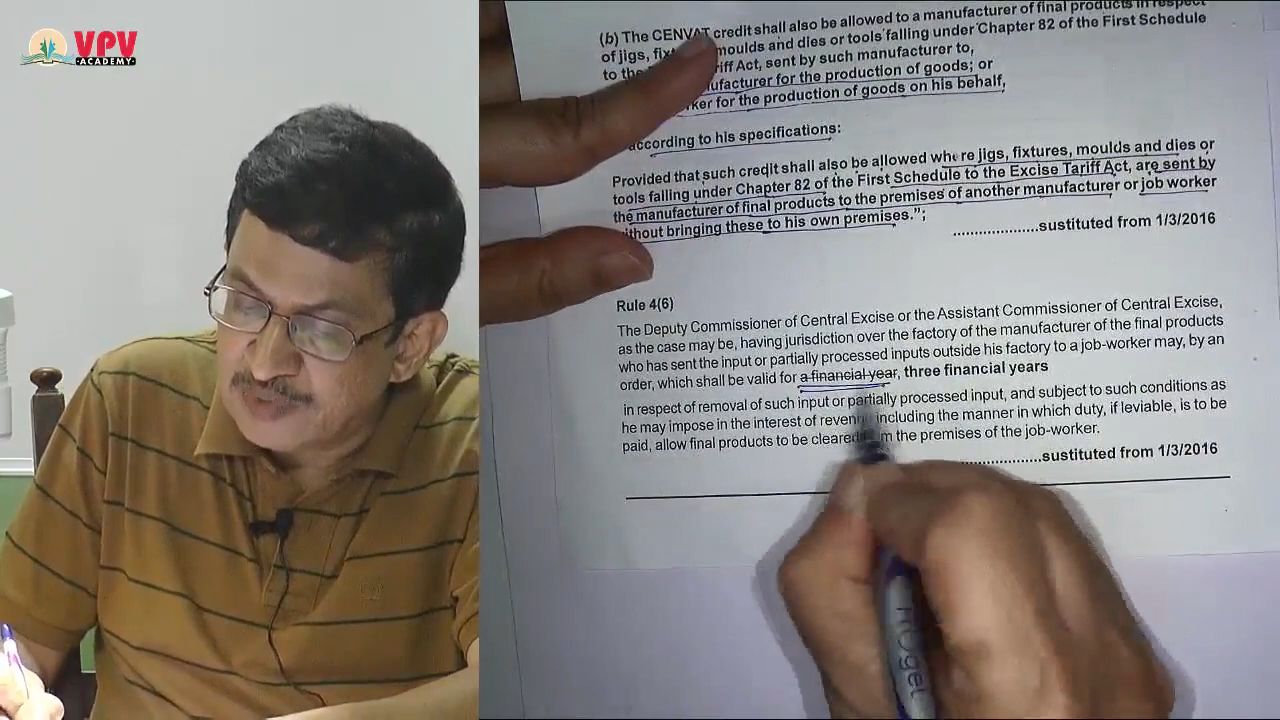 VPV
ACADEMY
(b) The CENVAT credit shall also be allowed to a manufacturer of final products in respect
of jigs, moulds and dies or tools falling under Chapter 82 of the First Schedule
to the Act, sent by such manufacturer to,
for the production of goods; or
for the production of goods on his behalf,
according to his specifications:
Provided that such credit shall also be allowed where jigs, fixtures, moulds and dies or
tools falling under Chapter 82 of the First Schedule to the Excise Tariff Act, are sent by
the manufacturer of final products to the premises of another manufacturer or job worker
bringing these to his own premises.";
....................sustituted from 1/3/2016
Rule 4(6)
The Deputy Commissioner of Central Excise or the Assistant Commissioner of Central Excise,
as the case may be, having jurisdiction over the factory of the manufacturer of the final products
who has sent the input or partially processed inputs outside his factory to a job-worker may, by an
order, which shall be valid for a financial year, three financial years
in respect of removal of such input or partially processed input, and subject to such conditions as
he may impose in the interest of revenue including the manner in which duty, if leviable, is to be
paid, allow final products to be cleared the premises of the job-worker.
....................sustituted from 1/3/2016